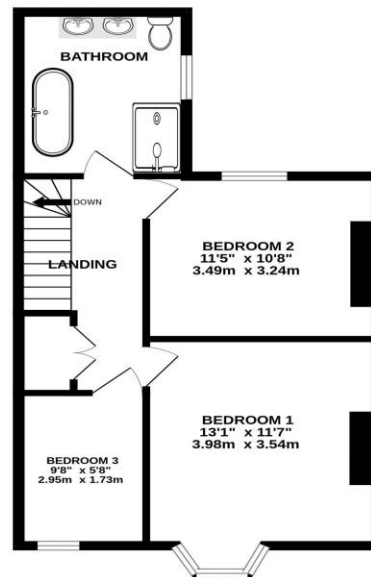 BATHROOM
DOWN
LANDING
BEDROOM 2
11'5" x 10'8"
3.49m x 3.24m
BEDROOM 1
13'1" x 11'7"
3.98m x 3.54m
BEDROOM 3
9'8" x 5'8"
2.95m x 1.73m